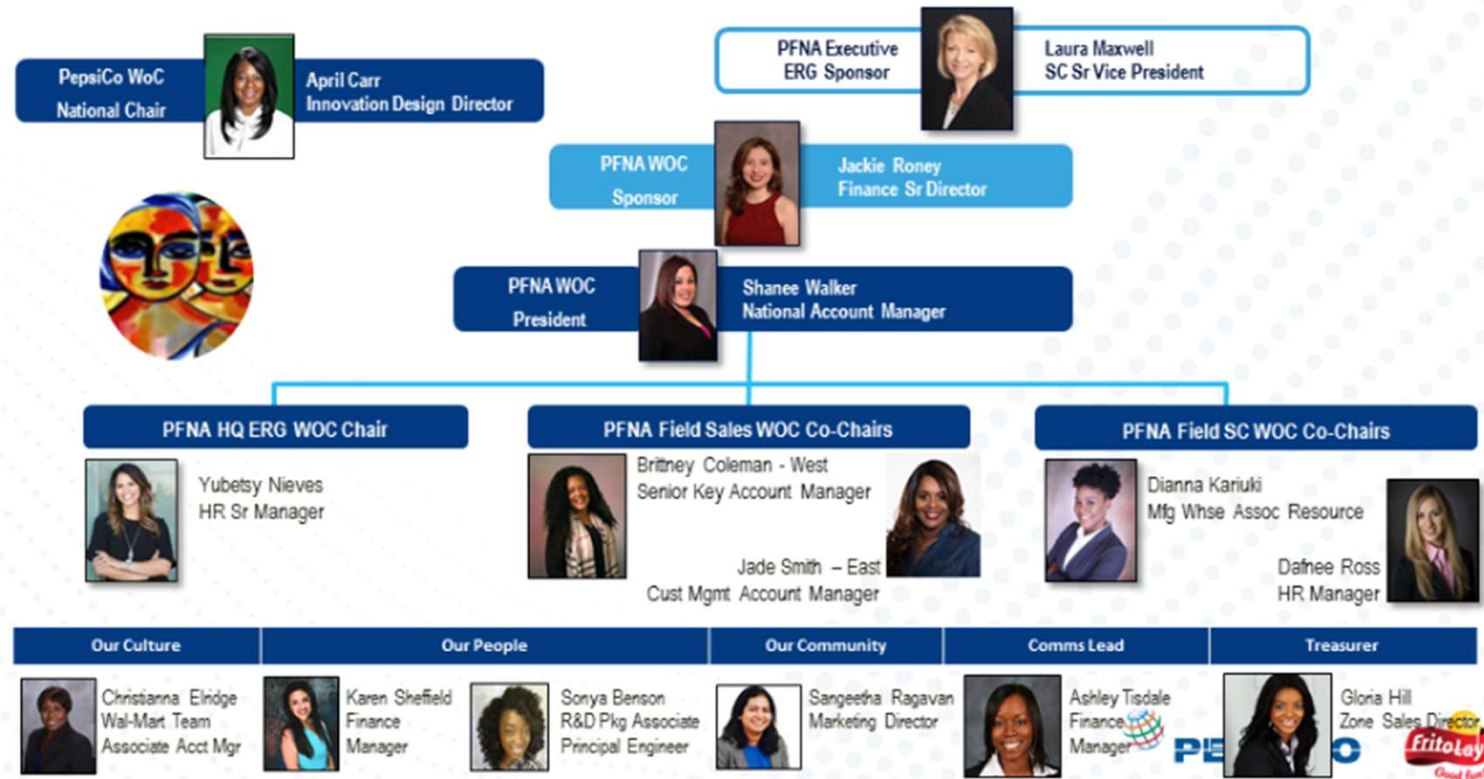 PepsiCo WoC
National Chair
April Carr
Innovation Design Director
PFNA Executive
ERG Sponsor
Laura Maxwell
SC Sr Vice President
PFNA WOC
Sponsor
Jackie Roney
Finance Sr Director
PFNA WOC
President
Shanee Walker
National Account Manager
PFNA HQ ERG WOC Chair
PFNA Field Sales WOC Co-Chairs
PFNA Field SC WOC Co-Chairs
Yubetsy Nieves
HR Sr Manager
Brittney Coleman - West
Senior Key Account Manager
Jade Smith – East
Cust Mgmt Account Manager
Dianna Kariuki
Mfg Whse Assoc Resource
Dafnee Ross
HR Manager
Our Culture
Our People
Our Community
Comms Lead
Treasurer
Christianna Elridge
Wal-Mart Team
Associate Acct Mgr
Karen Sheffield
Finance
Manager
Sonya Benson
R&D Pkg Associate
Principal Engineer
Sangeetha Ragavan
Marketing Director
Ashley Tisdale
Finance
Manager
Gloria Hill
Zone Sales Director
FritoLay